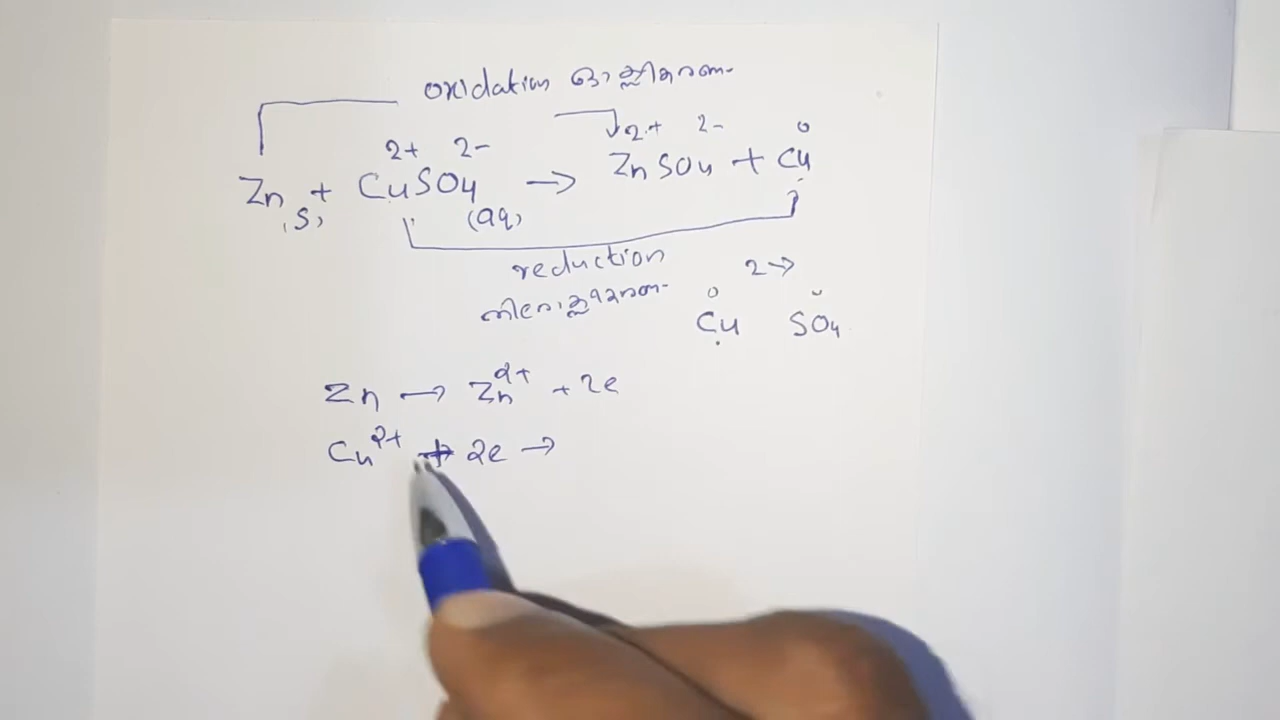 oxidation ഓക്സീകരണം
2+ 2- 2+ 2- 0
Zn(s) + CuSO4 (aq) → ZnSO4 + Cu
reduction
നിരോക്സീകരണം
2→
0
Cu SO4
Zn → Zn2+ + 2e
Cu2+ + 2e →